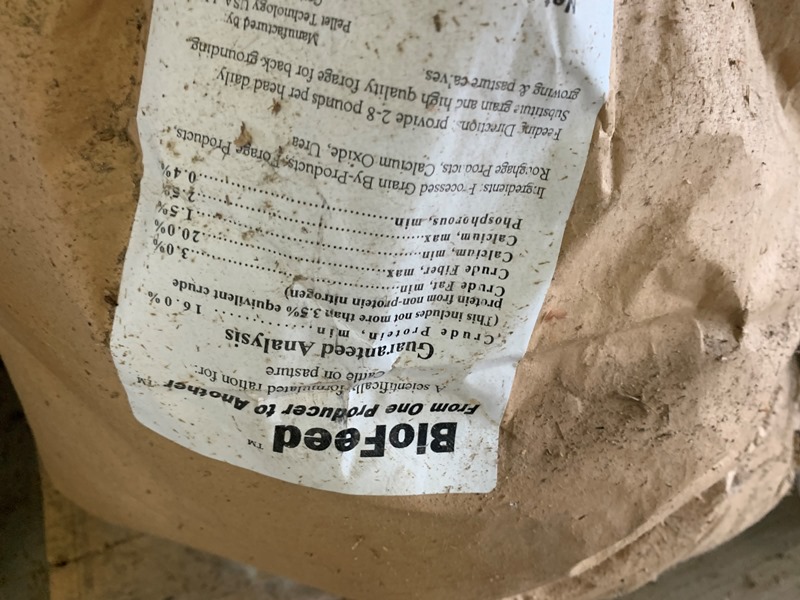 BioFeed ™
From One Producer to Another ™
A scientifically formulated ration for:
Cattle on pasture
Guaranteed Analysis
Crude Protein, min..............16.0%
(This includes not more than 3.5% equivilent crude
protein from non-protein nitrogen)
Crude Fat, min..............3.0%
Crude Fiber, max..............20.0%
Calcium, min..............1.5%
Calcium, max..............2.5%
Phosphorous, min..............0.4%
Ingredients: Processed Grain By-Products, Forage Products,
Roughage Products, Calcium Oxide, Urea
Feeding Directions: provide 2-8 pounds per head daily.
Substitute grain and high quality forage for back grounding
growing & pasture calves.
Manufactured by:
Pellet Technology USA